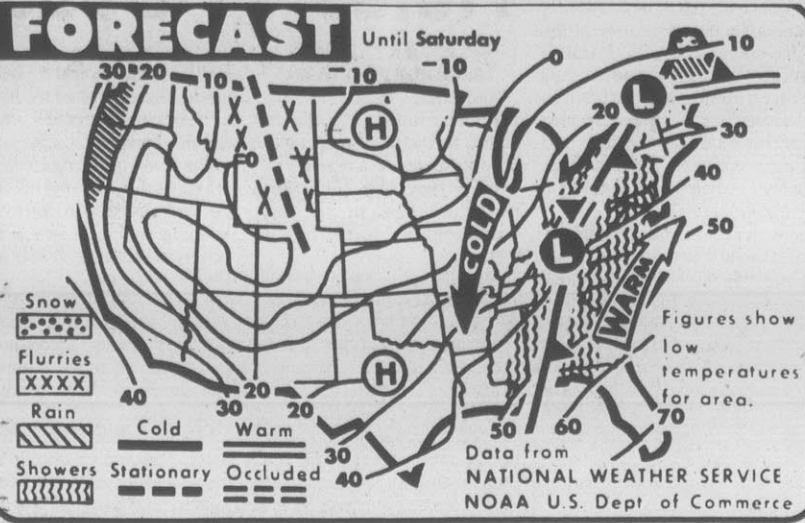 FORECAST
Until Saturday
30 20 10 -10 -10 0 10
L
20
30
H
0
40
50
COLD
L
WARM
Snow
Flurries
XXXX
Rain
Showers
Figures show
low
temperatures
for area.
H
40 30 20 20
30
40
50 60 70
Cold Warm
Stationary Occluded
Data from
NATIONAL WEATHER SERVICE
NOAA U.S. Dept of Commerce